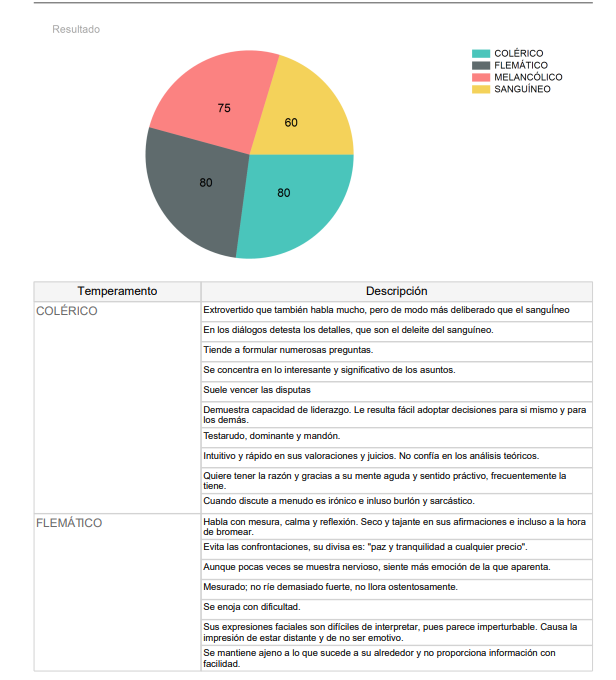 Resultado
COLÉRICO
FLEMÁTICO
MELANCÓLICO
SANGUÍNEO
75
60
80
80
Temperamento Descripción
COLÉRICO Extrovertido que también habla mucho, pero de modo más deliberado que el sanguÍneo
En los diálogos detesta los detalles, que son el deleite del sanguíneo.
Tiende a formular numerosas preguntas.
Se concentra en lo interesante y significativo de los asuntos.
Suele vencer las disputas
Demuestra capacidad de liderazgo. Le resulta fácil adoptar decisiones para si mismo y para
los demás.
Testarudo, dominante y mandón.
Intuitivo y rápido en sus valoraciones y juicios. No confía en los análisis teóricos.
Quiere tener la razón y gracias a su mente aguda y sentido práctivo, frecuentemente la
tiene.
Cuando discute a menudo es irónico e inluso burlón y sarcástico.
FLEMÁTICO Habla con mesura, calma y reflexión. Seco y tajante en sus afirmaciones e incluso a la hora
de bromear.
Evita las confrontaciones, su divisa es: "paz y tranquilidad a cualquier precio".
Aunque pocas veces se muestra nervioso, siente más emoción de la que aparenta.
Mesurado; no ríe demasiado fuerte, no llora ostentosamente.
Se enoja con dificultad.
Sus expresiones faciales son difíciles de interpretar, pues parece imperturbable. Causa la
impresión de estar distante y de no ser emotivo.
Se mantiene ajeno a lo que sucede a su alrededor y no proporciona información con
facilidad.